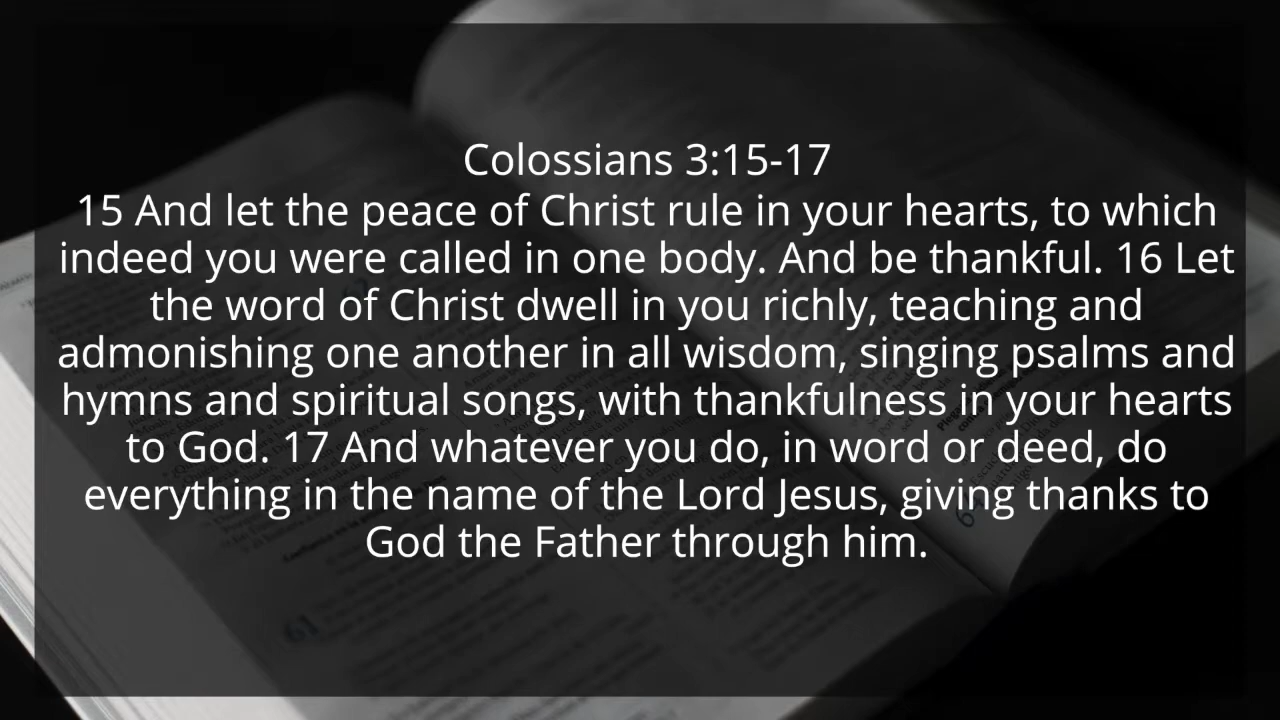 Colossians 3:15-17
15 And let the peace of Christ rule in your hearts, to which
indeed you were called in one body. And be thankful. 16 Let
the word of Christ dwell in you richly, teaching and
admonishing one another in all wisdom, singing psalms and
hymns and spiritual songs, with thankfulness in your hearts
to God. 17 And whatever you do, in word or deed, do
everything in the name of the Lord Jesus, giving thanks to
God the Father through him.
61